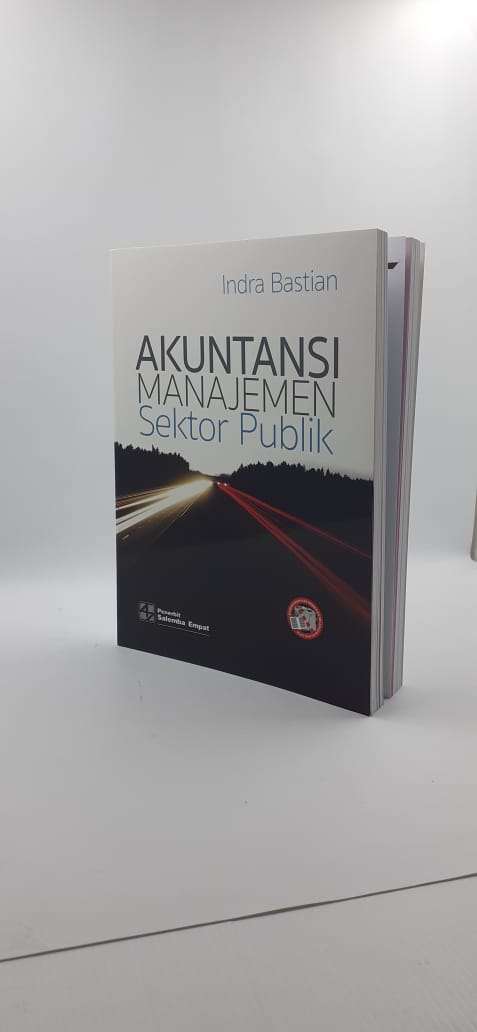 Indra Bastian
AKUNTANSI
MANAJEMEN
Sektor Publik
Penerbit
Salemba Empat